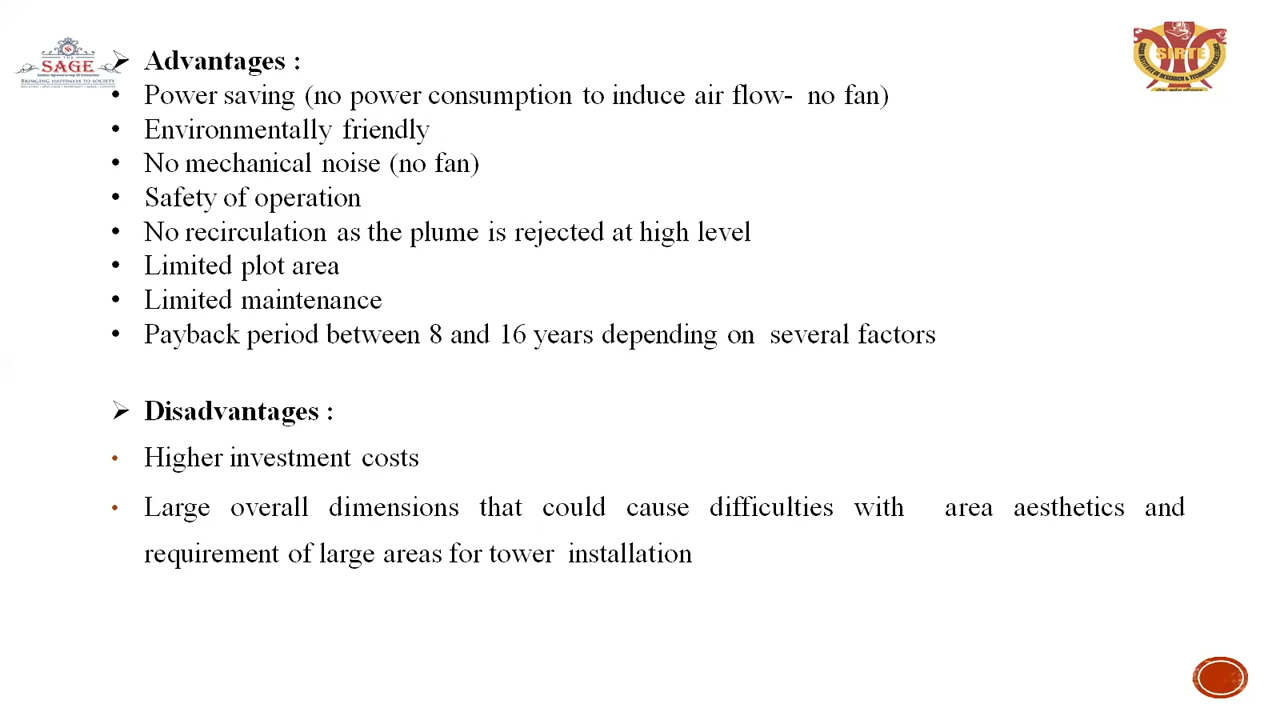 THE
SAGE
BRINGING HAPPINESS TO SOCIETY
SIRTE
➢ Advantages :
• Power saving (no power consumption to induce air flow- no fan)
• Environmentally friendly
• No mechanical noise (no fan)
• Safety of operation
• No recirculation as the plume is rejected at high level
• Limited plot area
• Limited maintenance
• Payback period between 8 and 16 years depending on several factors
➢ Disadvantages :
• Higher investment costs
• Large overall dimensions that could cause difficulties with area aesthetics and
requirement of large areas for tower installation